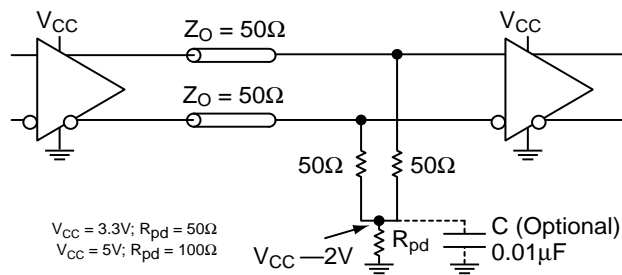 VCC
ZO = 50Ω
VCC
ZO = 50Ω
50Ω
50Ω
VCC = 3.3V; Rpd = 50Ω
VCC = 5V; Rpd = 100Ω
VCC —2V
Rpd
C (Optional)
0.01µF